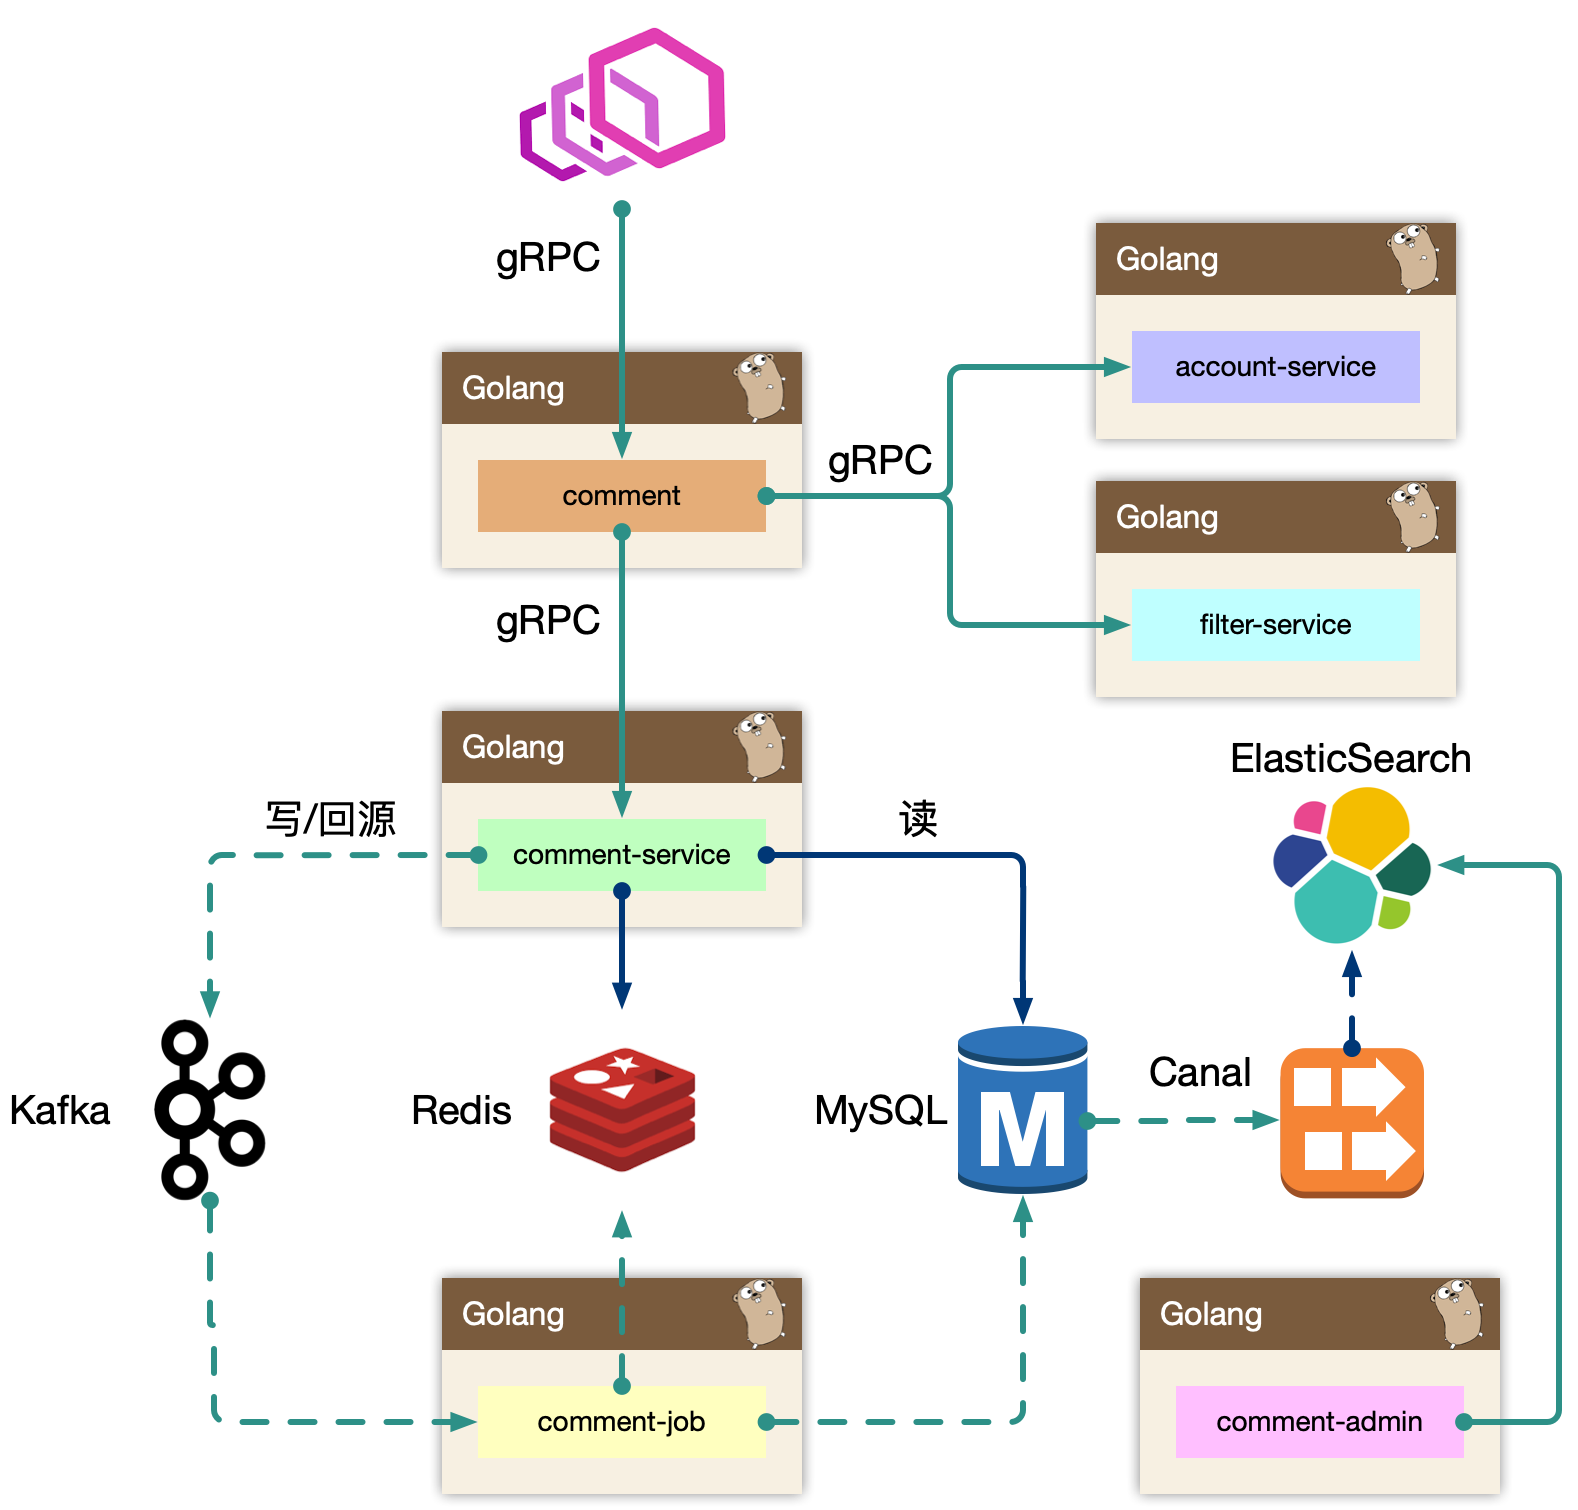 gRPC
Golang
account-service
Golang
comment
gRPC
Golang
filter-service
gRPC
Golang
comment-service
写/回源
读
ElasticSearch
Kafka
Redis
MySQL
M
Canal
Golang
comment-job
Golang
comment-admin